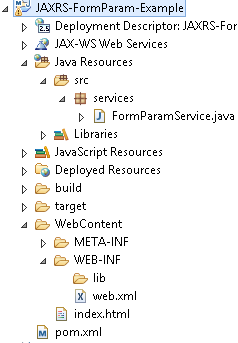 JAXRS-FormParam-Example
Deployment Descriptor: JAXRS-For
JAX-WS Web Services
Java Resources
src
services
FormParamService.java
Libraries
JavaScript Resources
Deployed Resources
build
target
WebContent
META-INF
WEB-INF
lib
web.xml
index.html
pom.xml